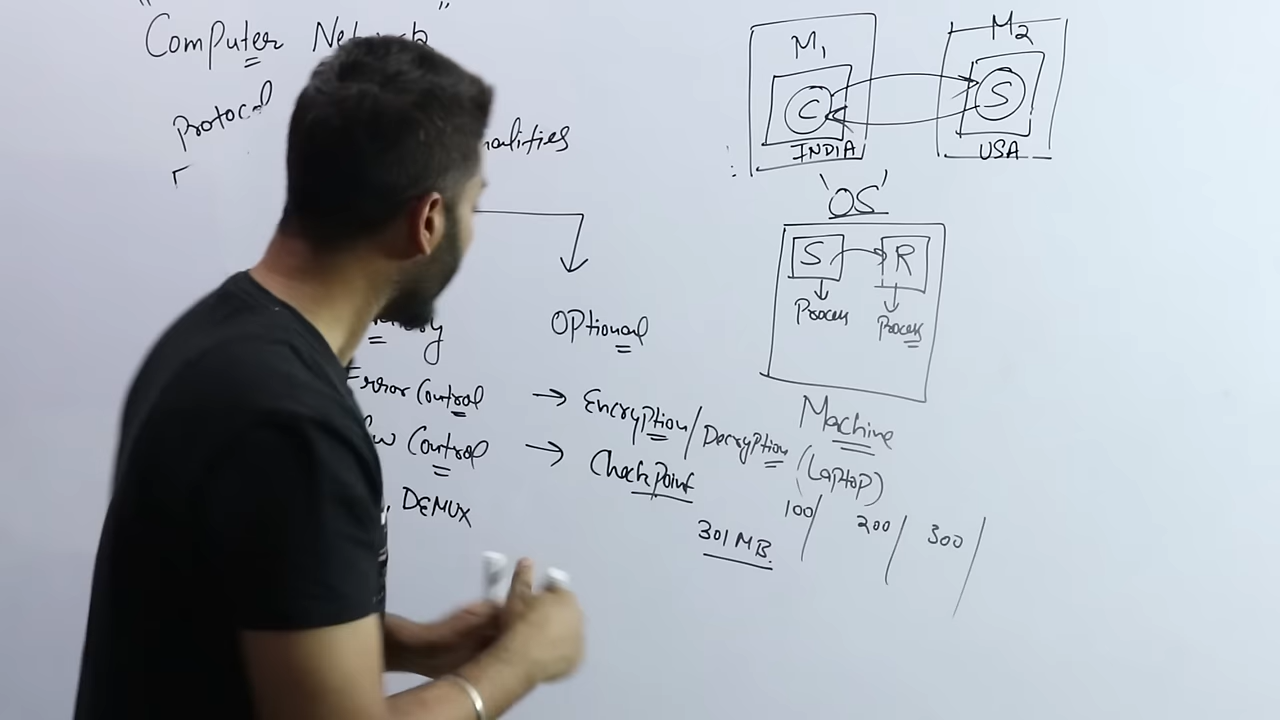 "Computer Network"
Protocol
nalities
Optional
Error Control
→ Encryption/Decryption
w Control
→ CheckPoint
, DEMUX
301 MB.
100
200
300
M1
M2
C
S
INDIA
USA
'OS'
S
R
Process
Process
Machine
(Laptop)